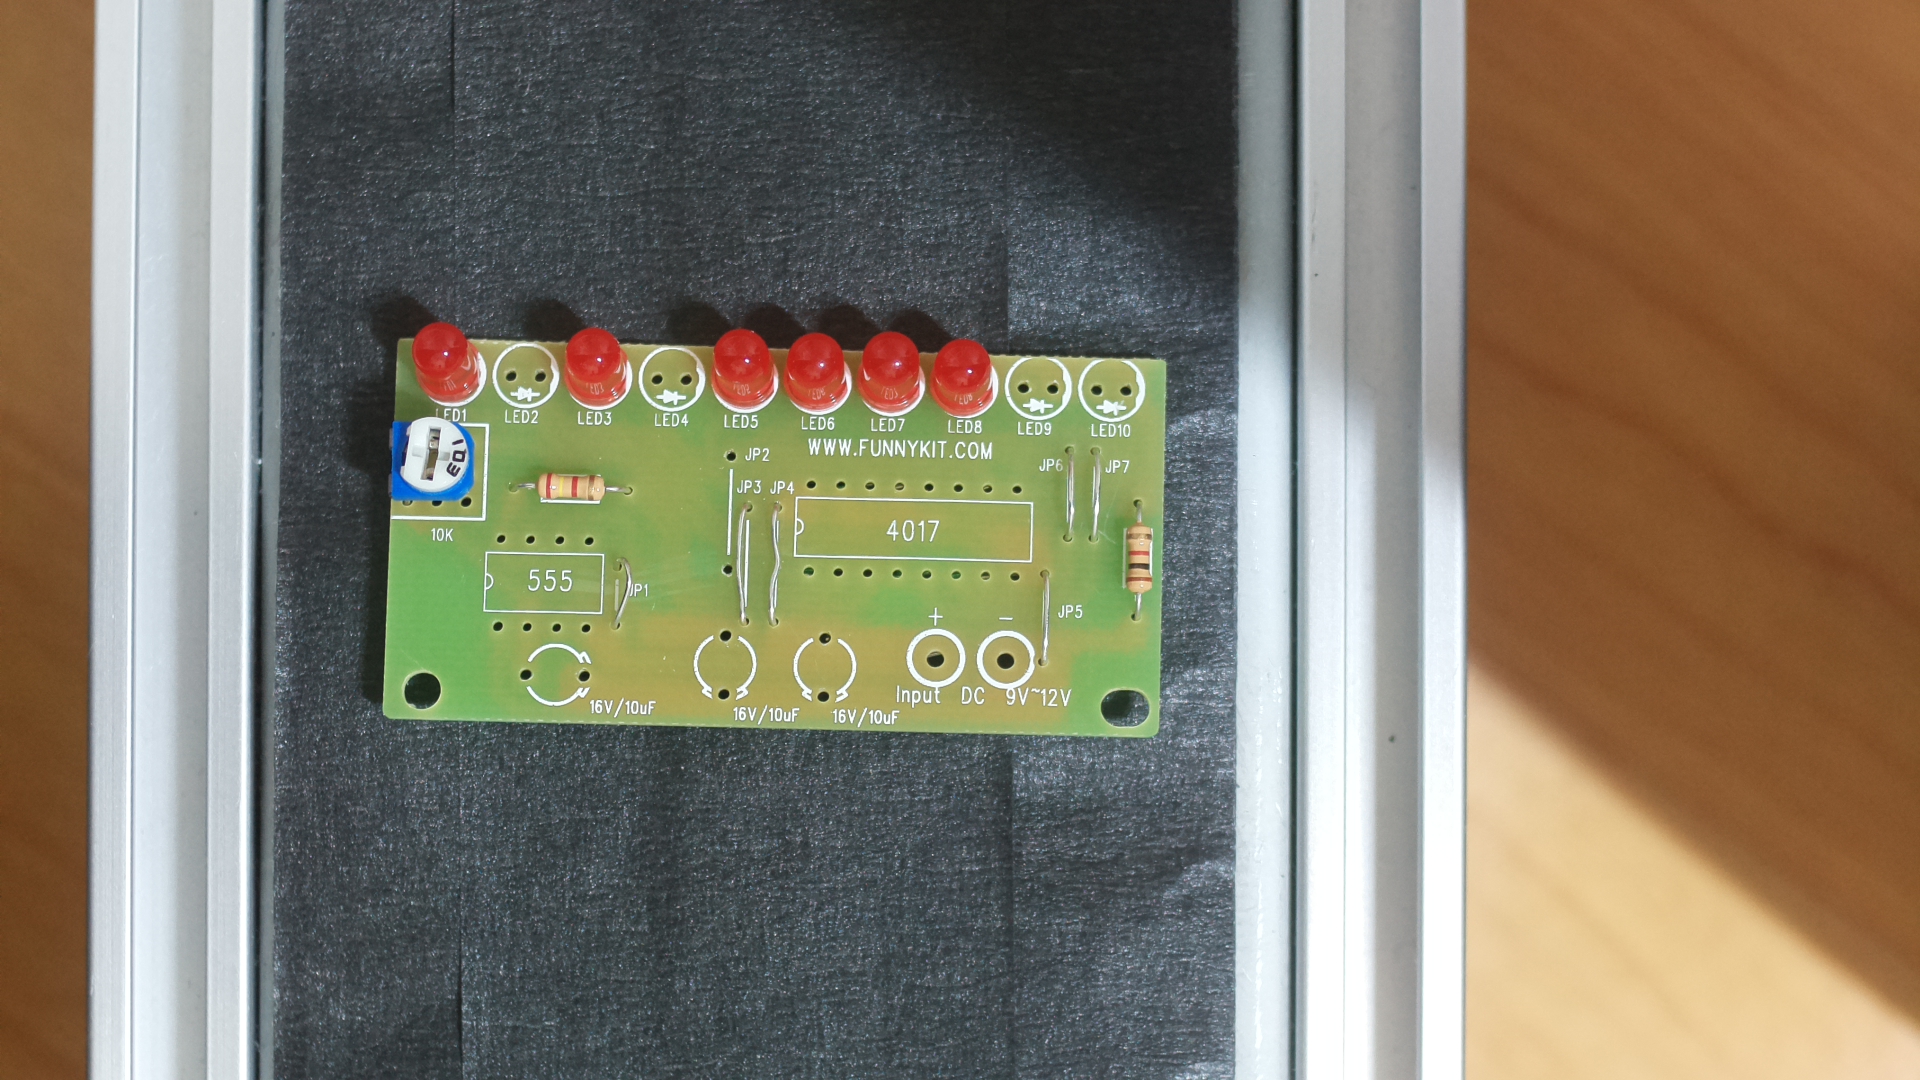 LED1 LED2 LED3 LED4 LED5 LED6 LED7 LED8 LED9 LED10
WWW.FUNNYKIT.COM
JP2
JP6 JP7
JP3 JP4
10K
4017
555
JP1
JP5
+ −
Input DC 9V~12V
16V/10uF 16V/10uF 16V/10uF